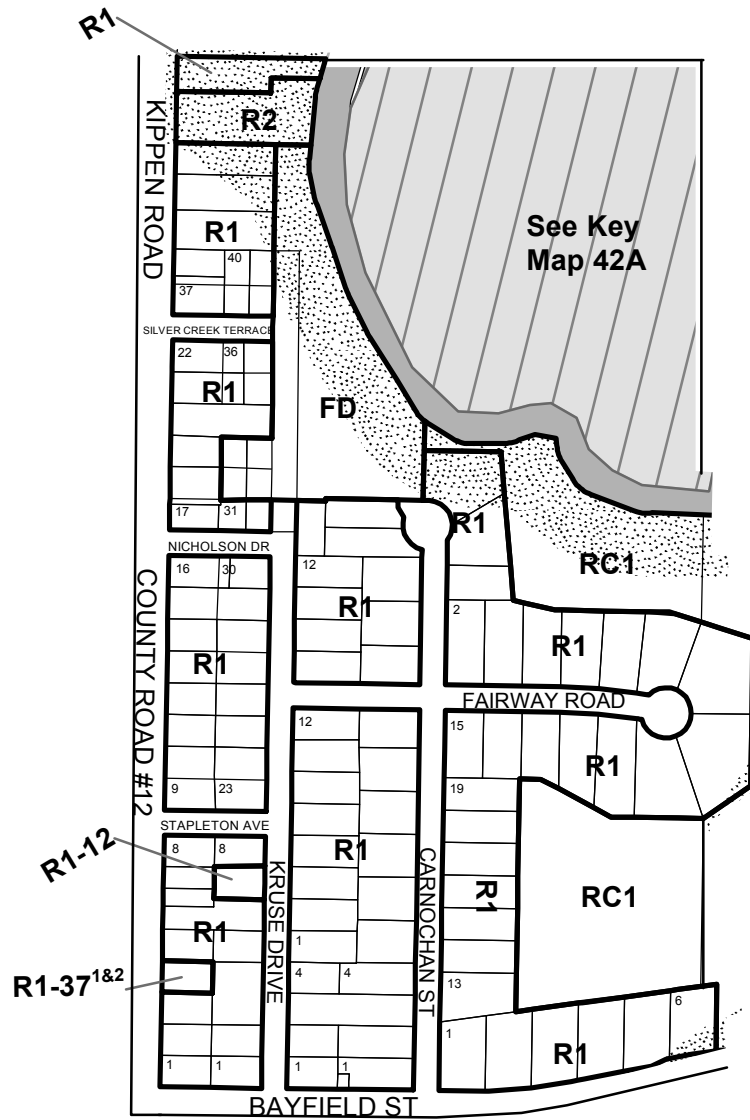 R1
KIPPEN ROAD
R2
See Key
Map 42A
R1
40
37
SILVER CREEK TERRACE
22
36
R1
FD
17
31
R1
NICHOLSON DR
RC1
COUNTY ROAD #12
16
30
12
R1
2
R1
R1
FAIRWAY ROAD
12
15
R1
9
23
19
STAPLETON AVE
R1-12
8
8
KRUSE DRIVE
R1
CARNOCHAN ST
R1
RC1
R1
1
R1-37¹&²
4
4
13
6
1
R1
1
1
1
1
BAYFIELD ST